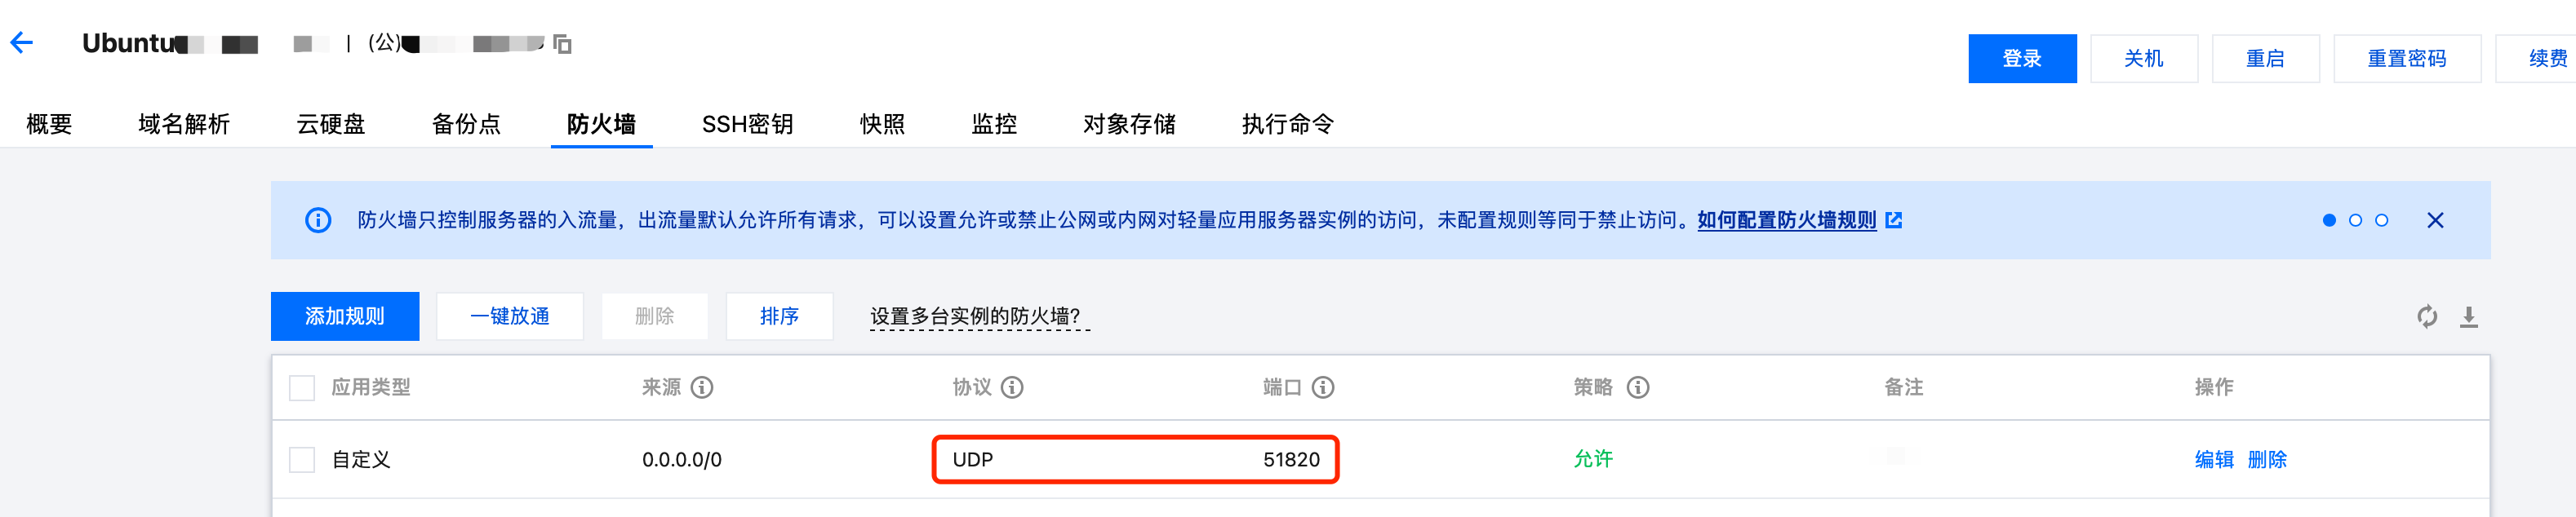 Ubuntu | (公)
登录 关机 重启 重置密码 续费
概要 域名解析 云硬盘 备份点 防火墙 SSH密钥 快照 监控 对象存储 执行命令
防火墙只控制服务器的入流量，出流量默认允许所有请求，可以设置允许或禁止公网或内网对轻量应用服务器实例的访问，未配置规则等同于禁止访问。如何配置防火墙规则
添加规则 一键放通 删除 排序 设置多台实例的防火墙?
应用类型 来源 协议 端口 策略 备注 操作
自定义 0.0.0.0/0 UDP 51820 允许 编辑 删除